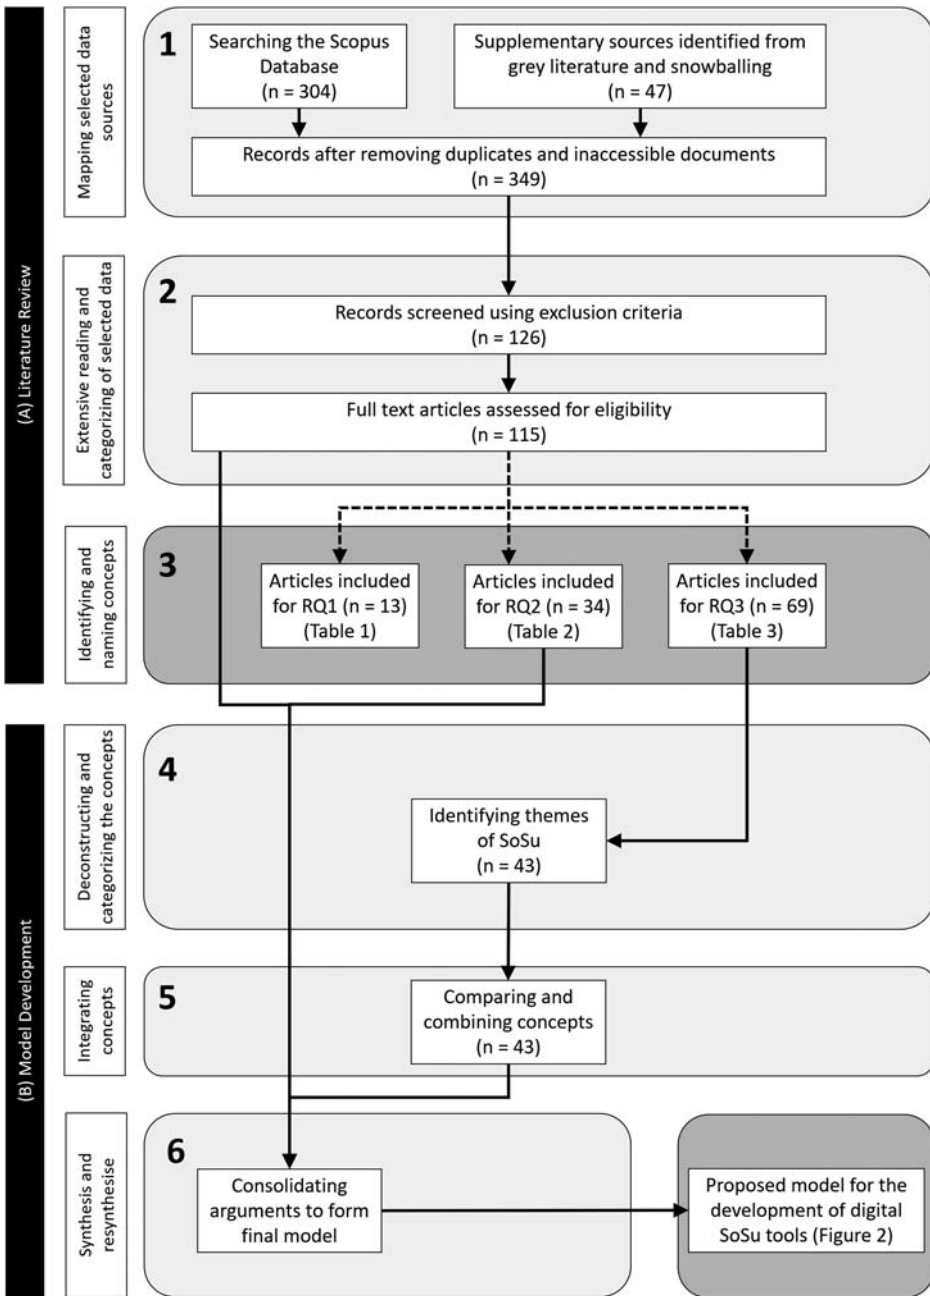 (A) Literature Review
Mapping selected data
sources
1
Searching the Scopus
Database
(n = 304)
Supplementary sources identified from
grey literature and snowballing
(n = 47)
Records after removing duplicates and inaccessible documents
(n = 349)
Extensive reading and
categorizing of selected data
2
Records screened using exclusion criteria
(n = 126)
Full text articles assessed for eligibility
(n = 115)
Identifying and
naming concepts
3
Articles included
for RQ1 (n = 13)
(Table 1)
Articles included
for RQ2 (n = 34)
(Table 2)
Articles included
for RQ3 (n = 69)
(Table 3)
(B) Model Development
Deconstructing and
categorizing the concepts
4
Identifying themes
of SoSu
(n = 43)
Integrating
concepts
5
Comparing and
combining concepts
(n = 43)
Synthesis and
resynthesise
6
Consolidating
arguments to form
final model
Proposed model for the
development of digital
SoSu tools (Figure 2)